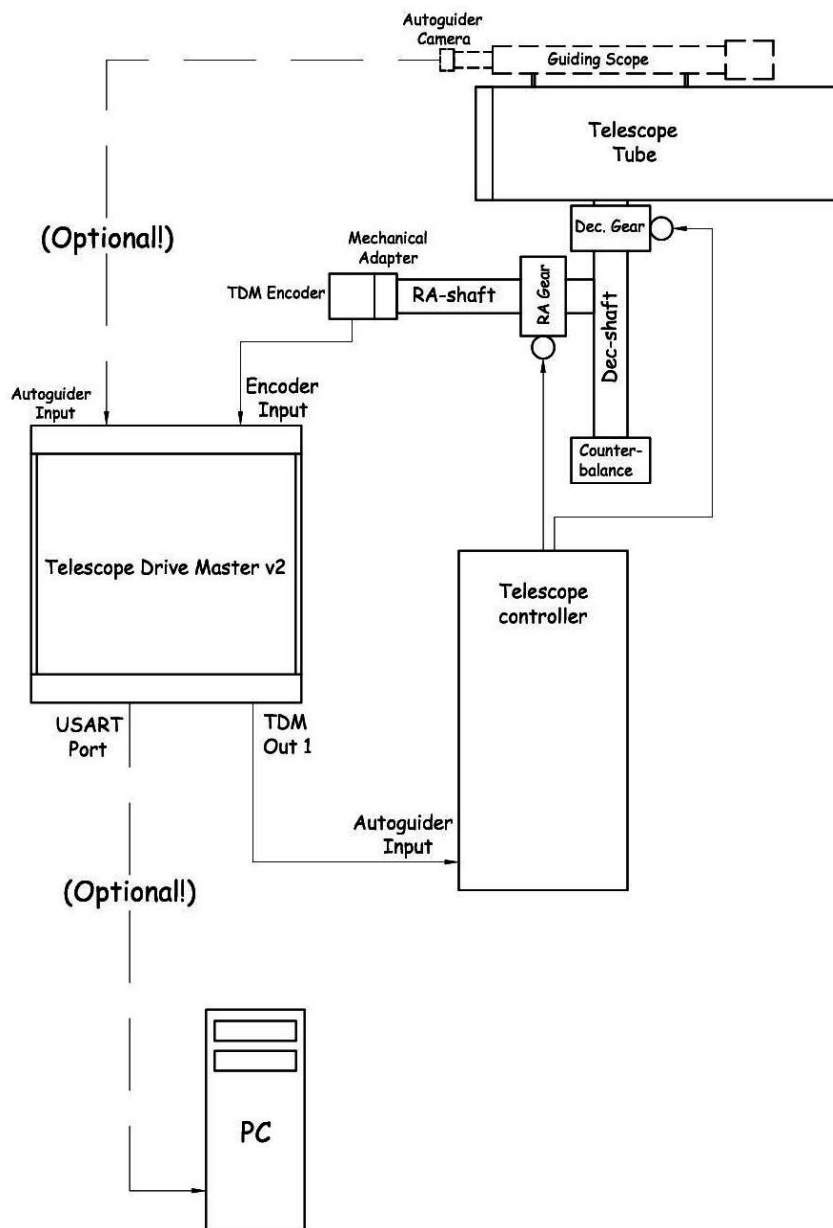 Autoguider
Camera
Guiding Scope
Telescope
Tube
(Optional!)
Dec. Gear
Mechanical
Adapter
TDM Encoder
RA-shaft
RA Gear
Dec-shaft
Autoguider
Input
Encoder
Input
Counter-
balance
Telescope Drive Master v2
Telescope
controller
USART
Port
TDM
Out 1
Autoguider
Input
(Optional!)
PC